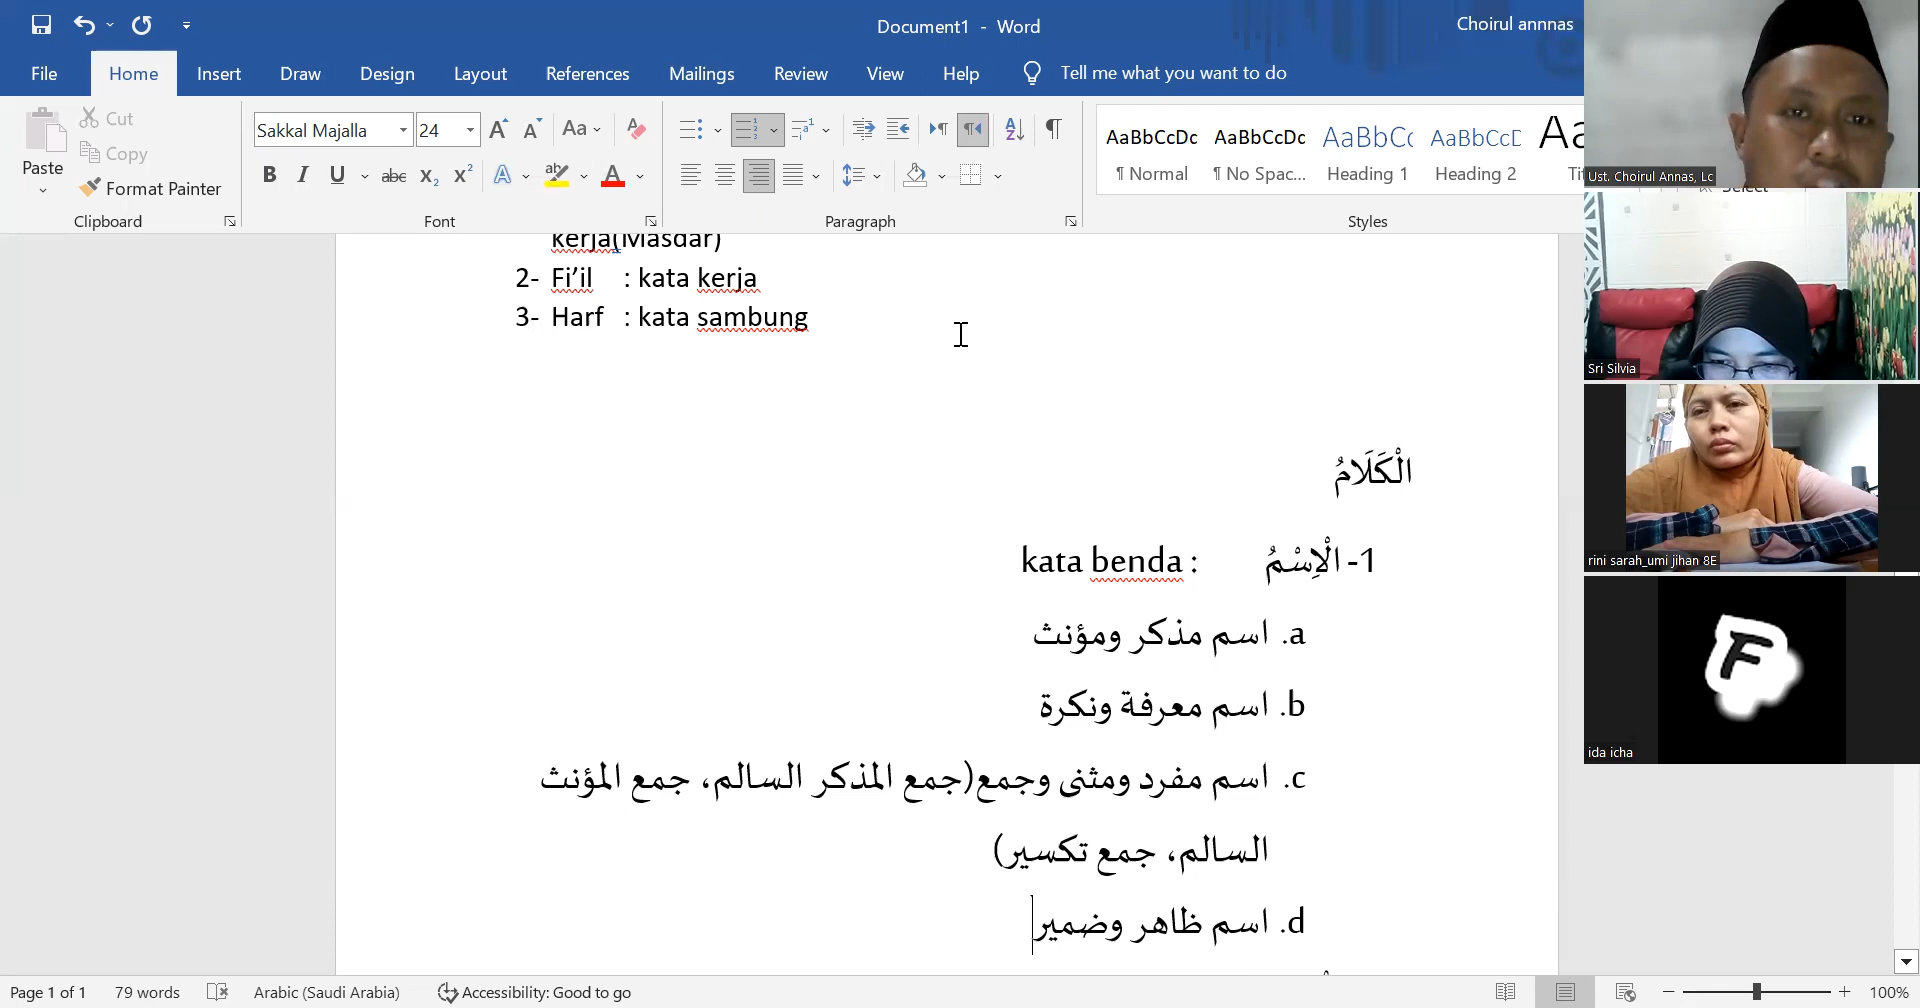 Document1 - Word
Choirul annnas
File Home Insert Draw Design Layout References Mailings Review View Help Tell me what you want to do
Cut
Copy
Paste
Format Painter
Clipboard
Sakkal Majalla 24
Font
Paragraph
AaBbCcDc AaBbCcDc AaBbCc AaBbCcD
¶ Normal ¶ No Spac... Heading 1 Heading 2
Styles
Ust. Choirul Annas, Lc
Sri Silvia
rini sarah_umi jihan 8E
ida icha
kerja(Masdar)
2- Fi’il : kata kerja
3- Harf : kata sambung
الْكَلَامُ
1- الْاِسْمُ : kata benda
a. اسم مذكر ومؤنث
b. اسم معرفة ونكرة
c. اسم مفرد ومثنى وجمع(جمع المذكر السالم، جمع المؤنث
السالم، جمع تكسير)
d. اسم ظاهر وضمير
Page 1 of 1 79 words Arabic (Saudi Arabia) Accessibility: Good to go 100%